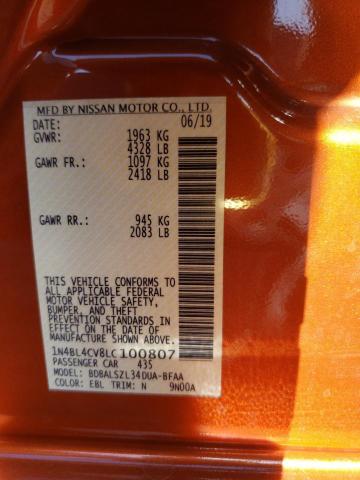 MFD BY NISSAN MOTOR CO., LTD.
DATE: 06/19
GVWR: 1963 KG
4328 LB
GAWR FR.: 1097 KG
2418 LB
GAWR RR.: 945 KG
2083 LB
THIS VEHICLE CONFORMS TO
ALL APPLICABLE FEDERAL
MOTOR VEHICLE SAFETY,
BUMPER, AND THEFT
PREVENTION STANDARDS
IN EFFECT ON THE DATE OF
MANUFACTURE SHOWN ABOVE.
1N4BL4CV8LC100807
PASSENGER CAR 435
MODEL: BDBALSZL34DUA-BFAA
COLOR: EBL TRIM: N 9N00A